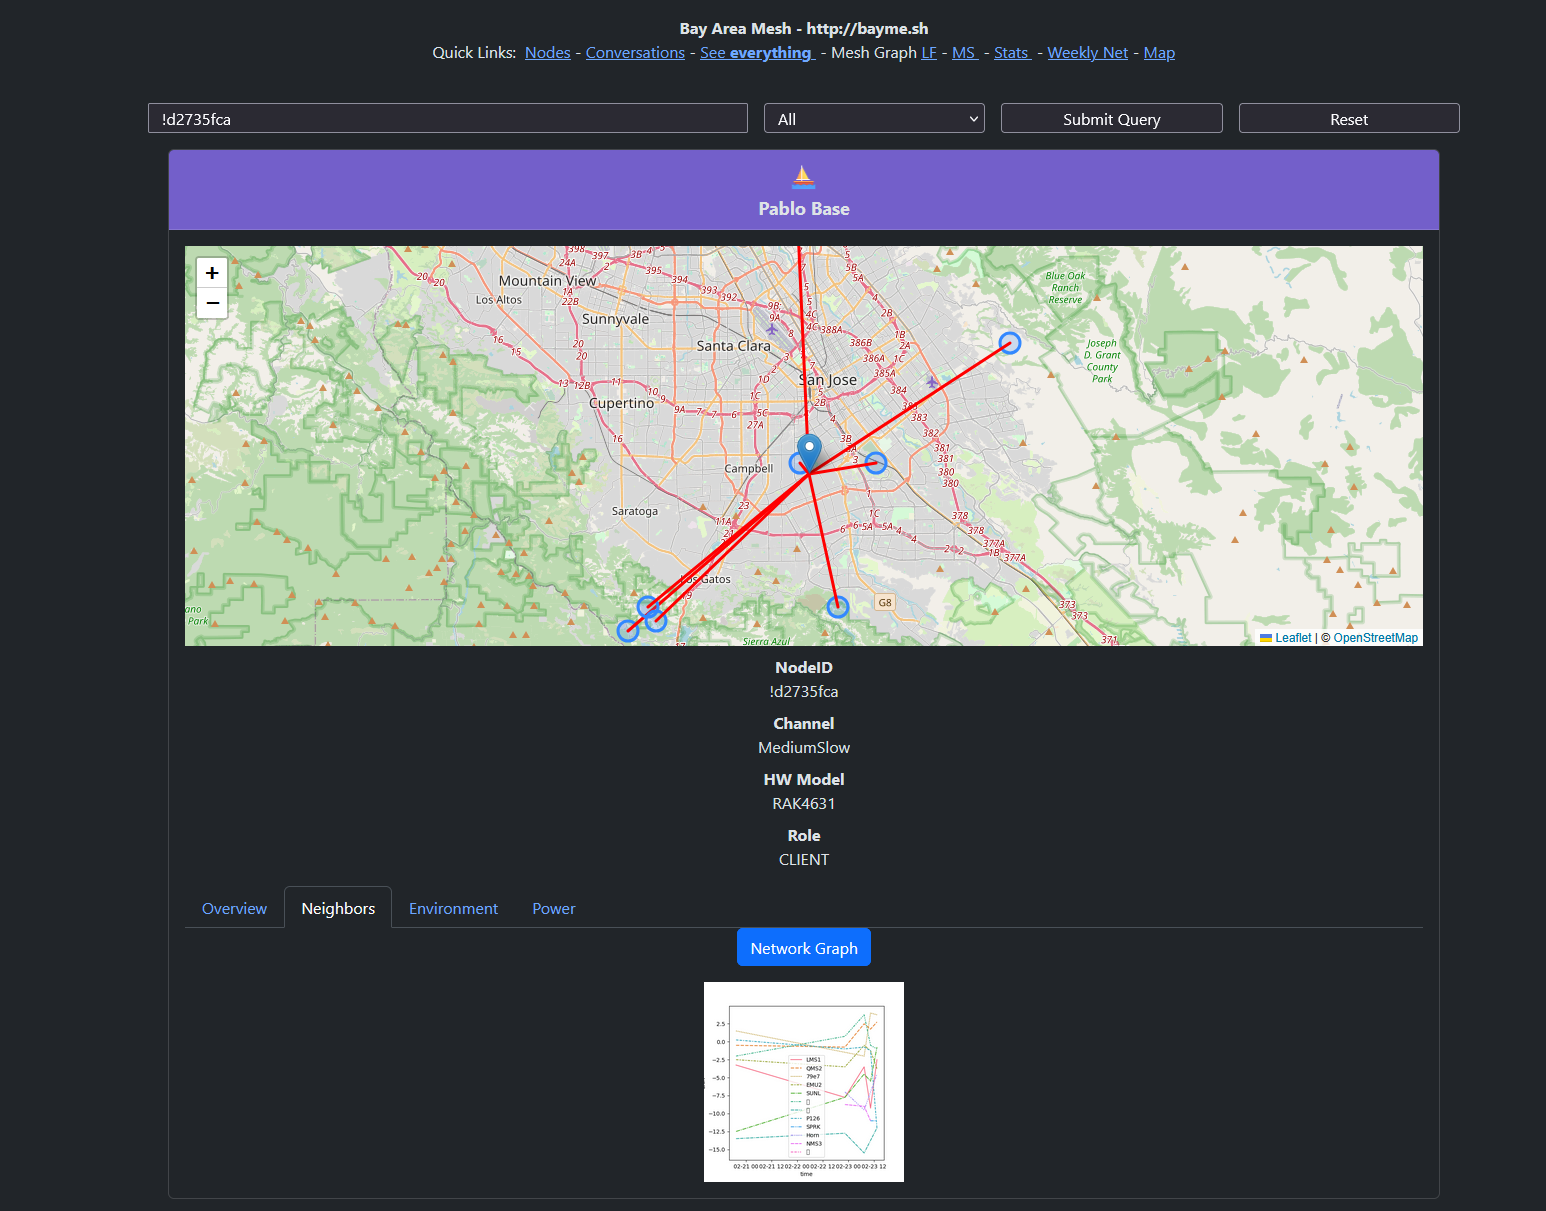 Bay Area Mesh - http://bayme.sh
Quick Links: Nodes - Conversations - See everything - Mesh Graph LF - MS - Stats - Weekly Net - Map
!d2735fca
All
Submit Query
Reset
Pablo Base
+
−
Mountain View
Los Altos
Sunnyvale
Santa Clara
San Jose
Cupertino
Campbell
Saratoga
Los Gatos
Sierra Azul
Blue Oak
Ranch
Reserve
Joseph
D. Grant
County
Park
G8
Leaflet | © OpenStreetMap
NodeID
!d2735fca
Channel
MediumSlow
HW Model
RAK4631
Role
CLIENT
Overview
Neighbors
Environment
Power
Network Graph
2.5
0.0
−2.5
−5.0
−7.5
−10.0
−12.5
−15.0
LMS1
QMS2
79e7
EMU2
SUNL
P126
SPRK
Horn
NMS3
02-21 00 02-21 12 02-22 00 02-22 12 02-23 00 02-23 12
time